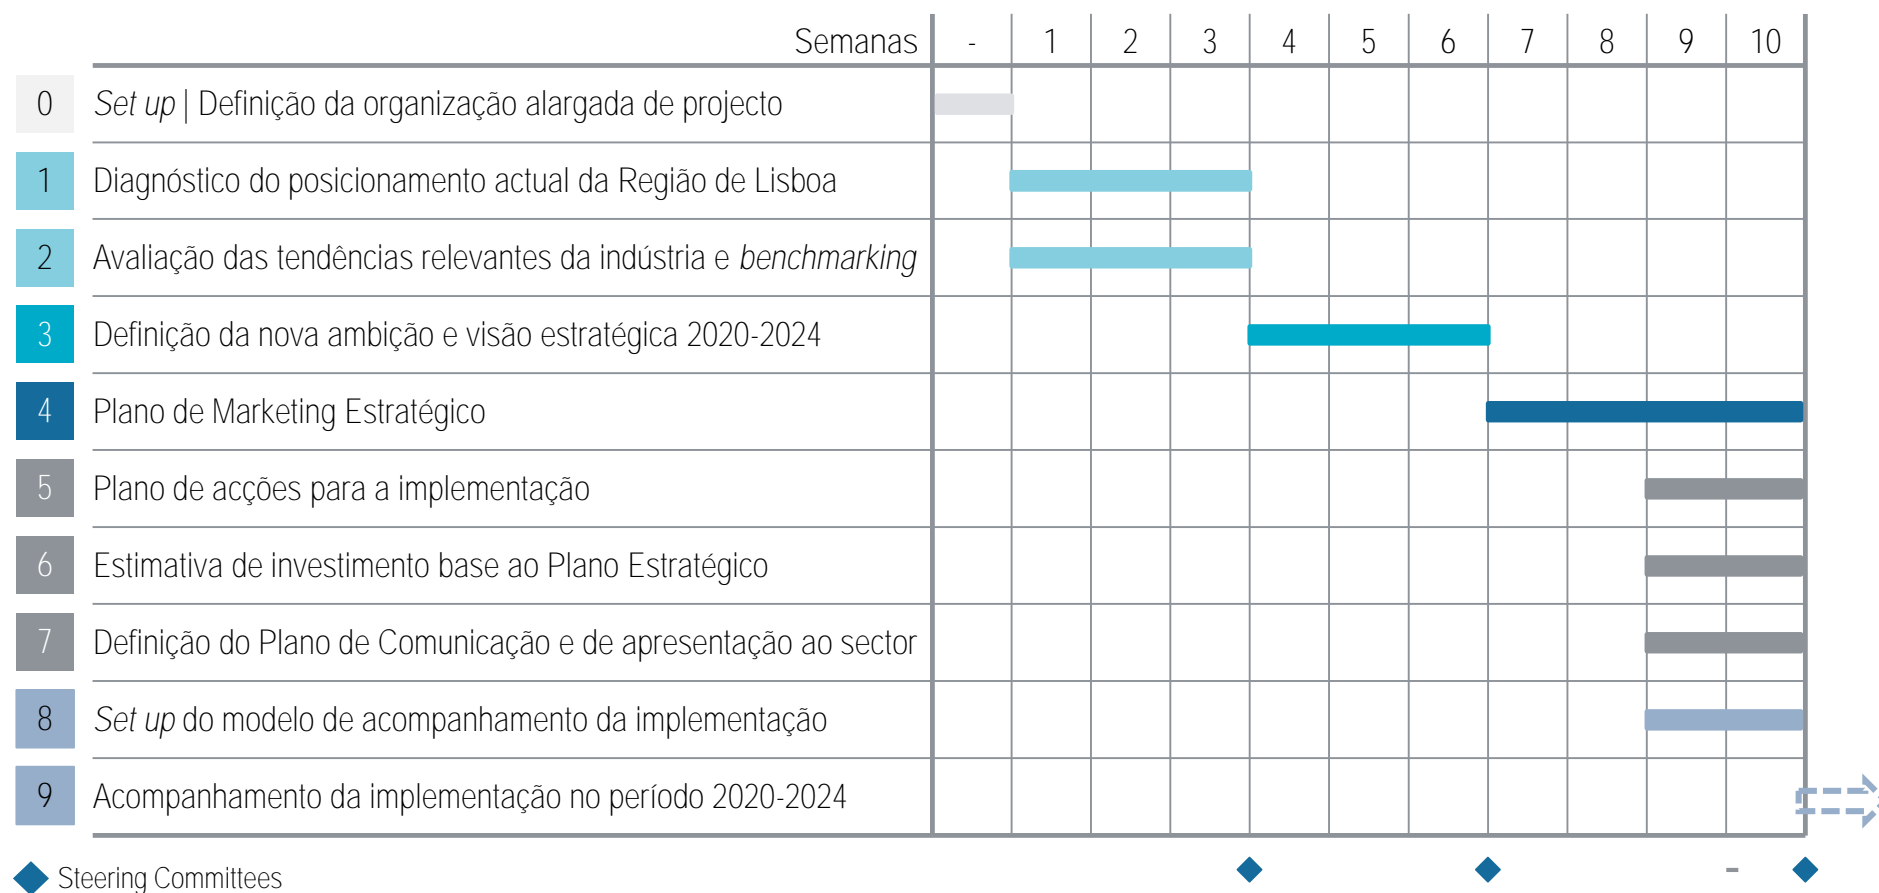 Semanas - 1 2 3 4 5 6 7 8 9 10
0 Set up | Definição da organização alargada de projecto
1 Diagnóstico do posicionamento actual da Região de Lisboa
2 Avaliação das tendências relevantes da indústria e benchmarking
3 Definição da nova ambição e visão estratégica 2020-2024
4 Plano de Marketing Estratégico
5 Plano de acções para a implementação
6 Estimativa de investimento base ao Plano Estratégico
7 Definição do Plano de Comunicação e de apresentação ao sector
8 Set up do modelo de acompanhamento da implementação
9 Acompanhamento da implementação no período 2020-2024
Steering Committees -